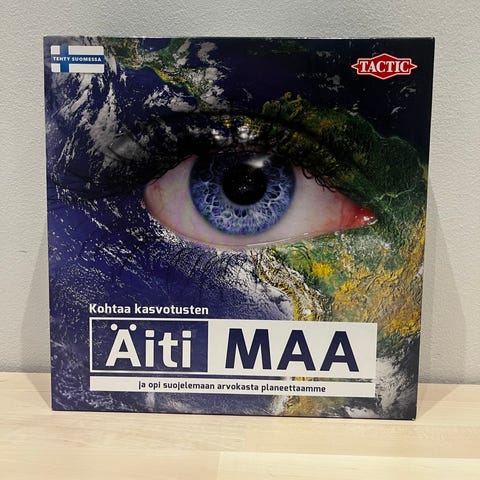 TEHTY SUOMESSA
TACTIC
Kohtaa kasvotusten
Äiti MAA
ja opi suojelemaan arvokasta planeettaamme